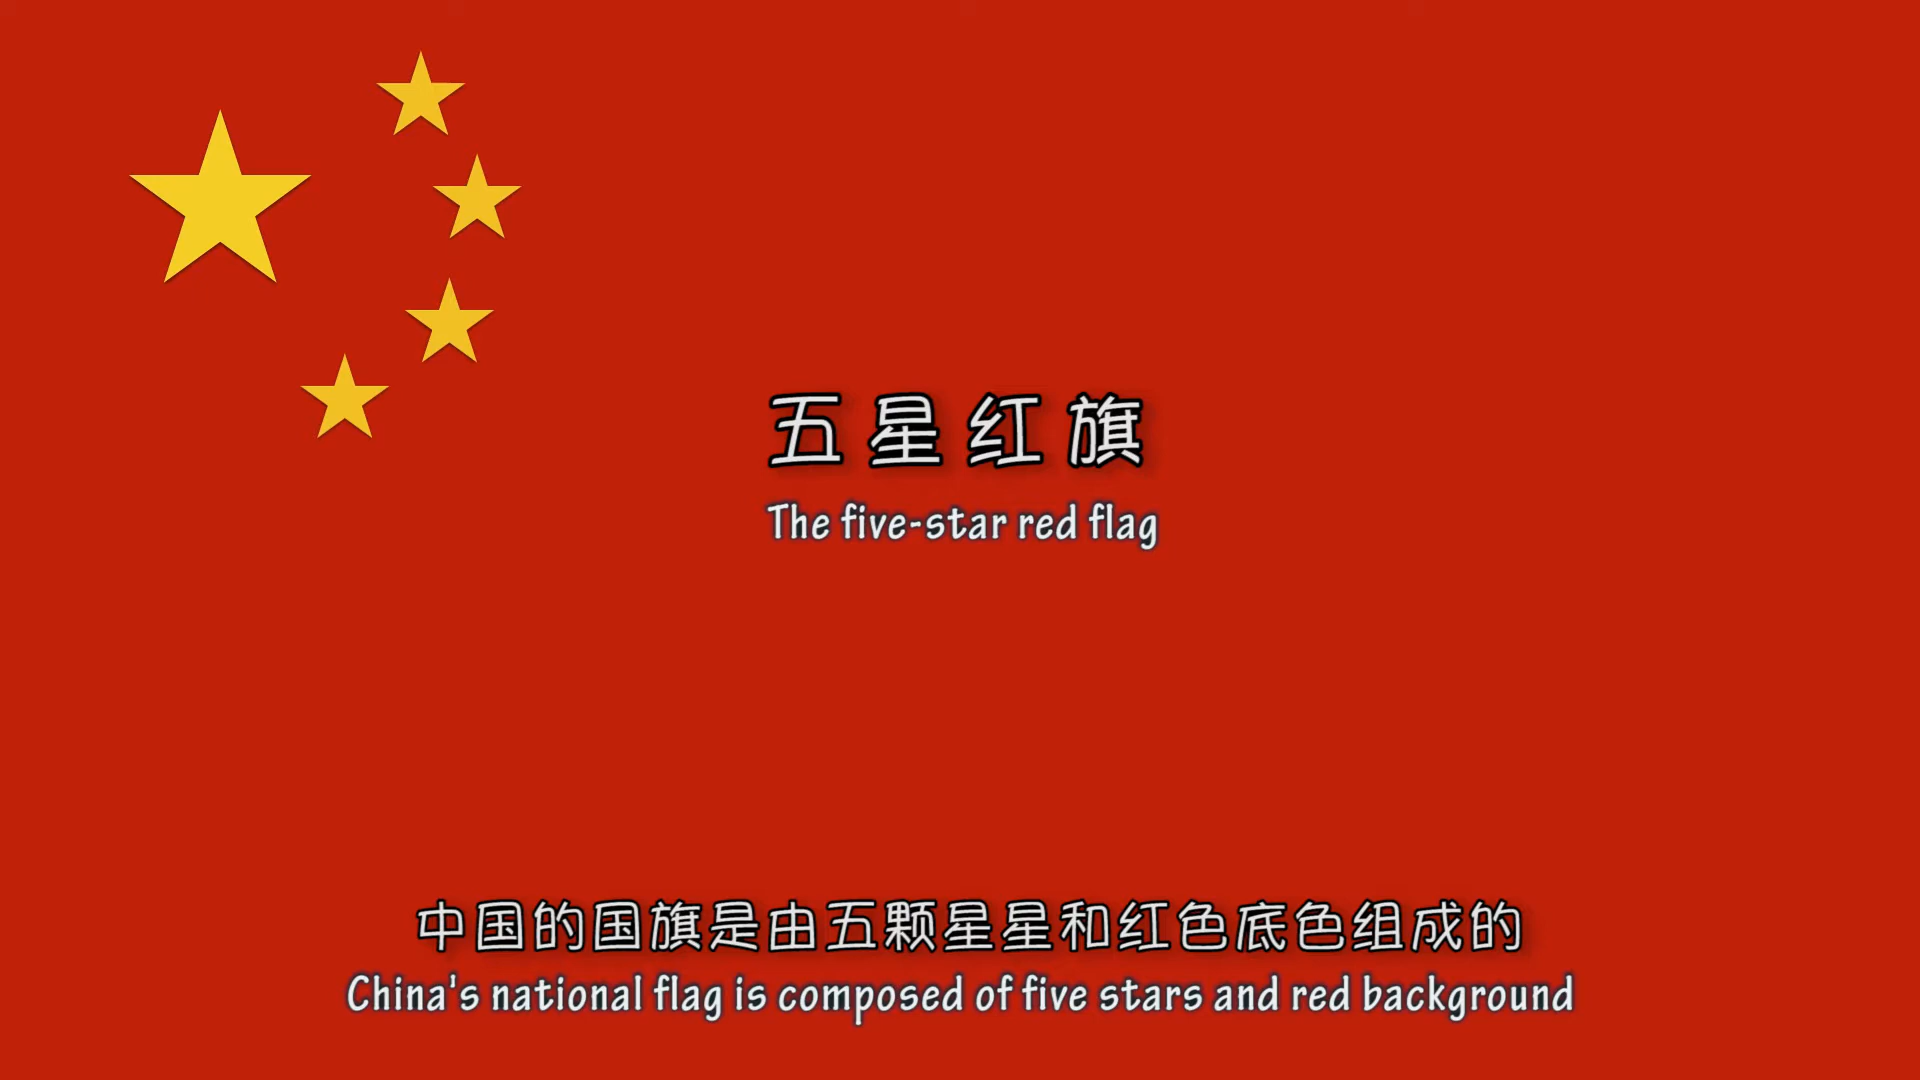 五星红旗
The five-star red flag
中国的国旗是由五颗星星和红色底色组成的
China's national flag is composed of five stars and red background